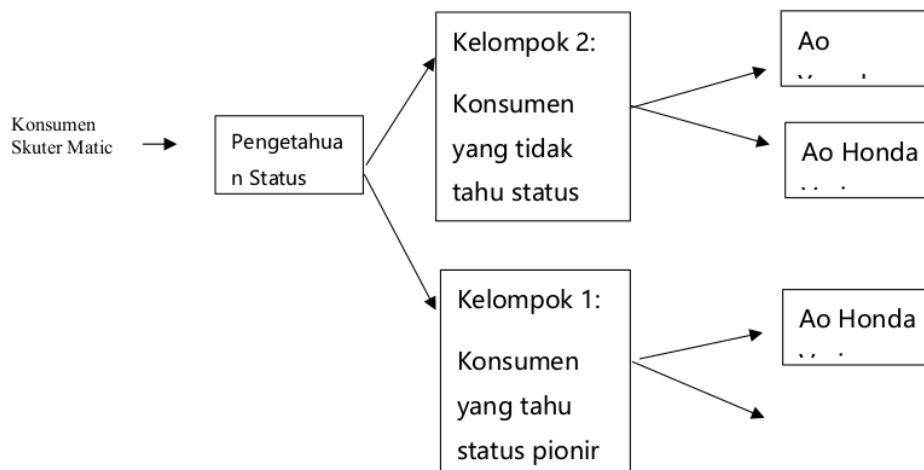 Konsumen
Skuter Matic
Pengetahua
n Status
Kelompok 2:
Konsumen
yang tidak
tahu status
Ao
Ao Honda
Kelompok 1:
Konsumen
yang tahu
status pionir
Ao Honda